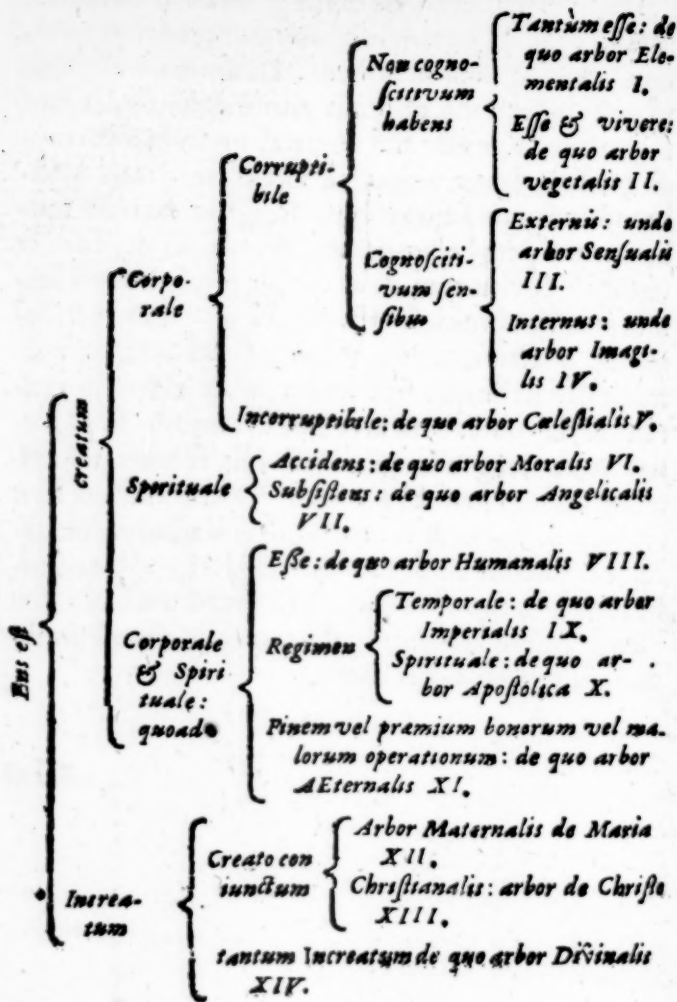 Ens est
creatum
Corpo-
rale
Corrupti-
bile
Non cogno-
scitivum
habens
Tantùm esse: de
quo arbor Ele-
mentalis I.
Esse & vivere:
de quo arbor
vegetalis II.
Cognosciti-
vum sen-
sibus
Externis: unde
arbor Sensualis
III.
Internus: unde
arbor Imagi-
lis IV.
Incorruptibile: de quo arbor Cœlestialis V.
Spirituale
Accidens: de quo arbor Moralis VI.
Subsistens: de quo arbor Angelicalis
VII.
Corporale
& Spiri
tuale:
quoad
Esse: de quo arbor Humanalis VIII.
Regimen
Temporale: de quo arbor
Imperialis IX.
Spirituale: de quo ar-
bor Apostolica X.
Finem vel præmium bonorum vel ma-
lorum operationum: de quo arbor
AEternalis XI.
Increa-
tum
Creato con
iunctum
Arbor Maternalis de Maria
XII.
Christianalis: arbor de Christo
XIII.
tantum Increatum de quo arbor Divinalis
XIV.